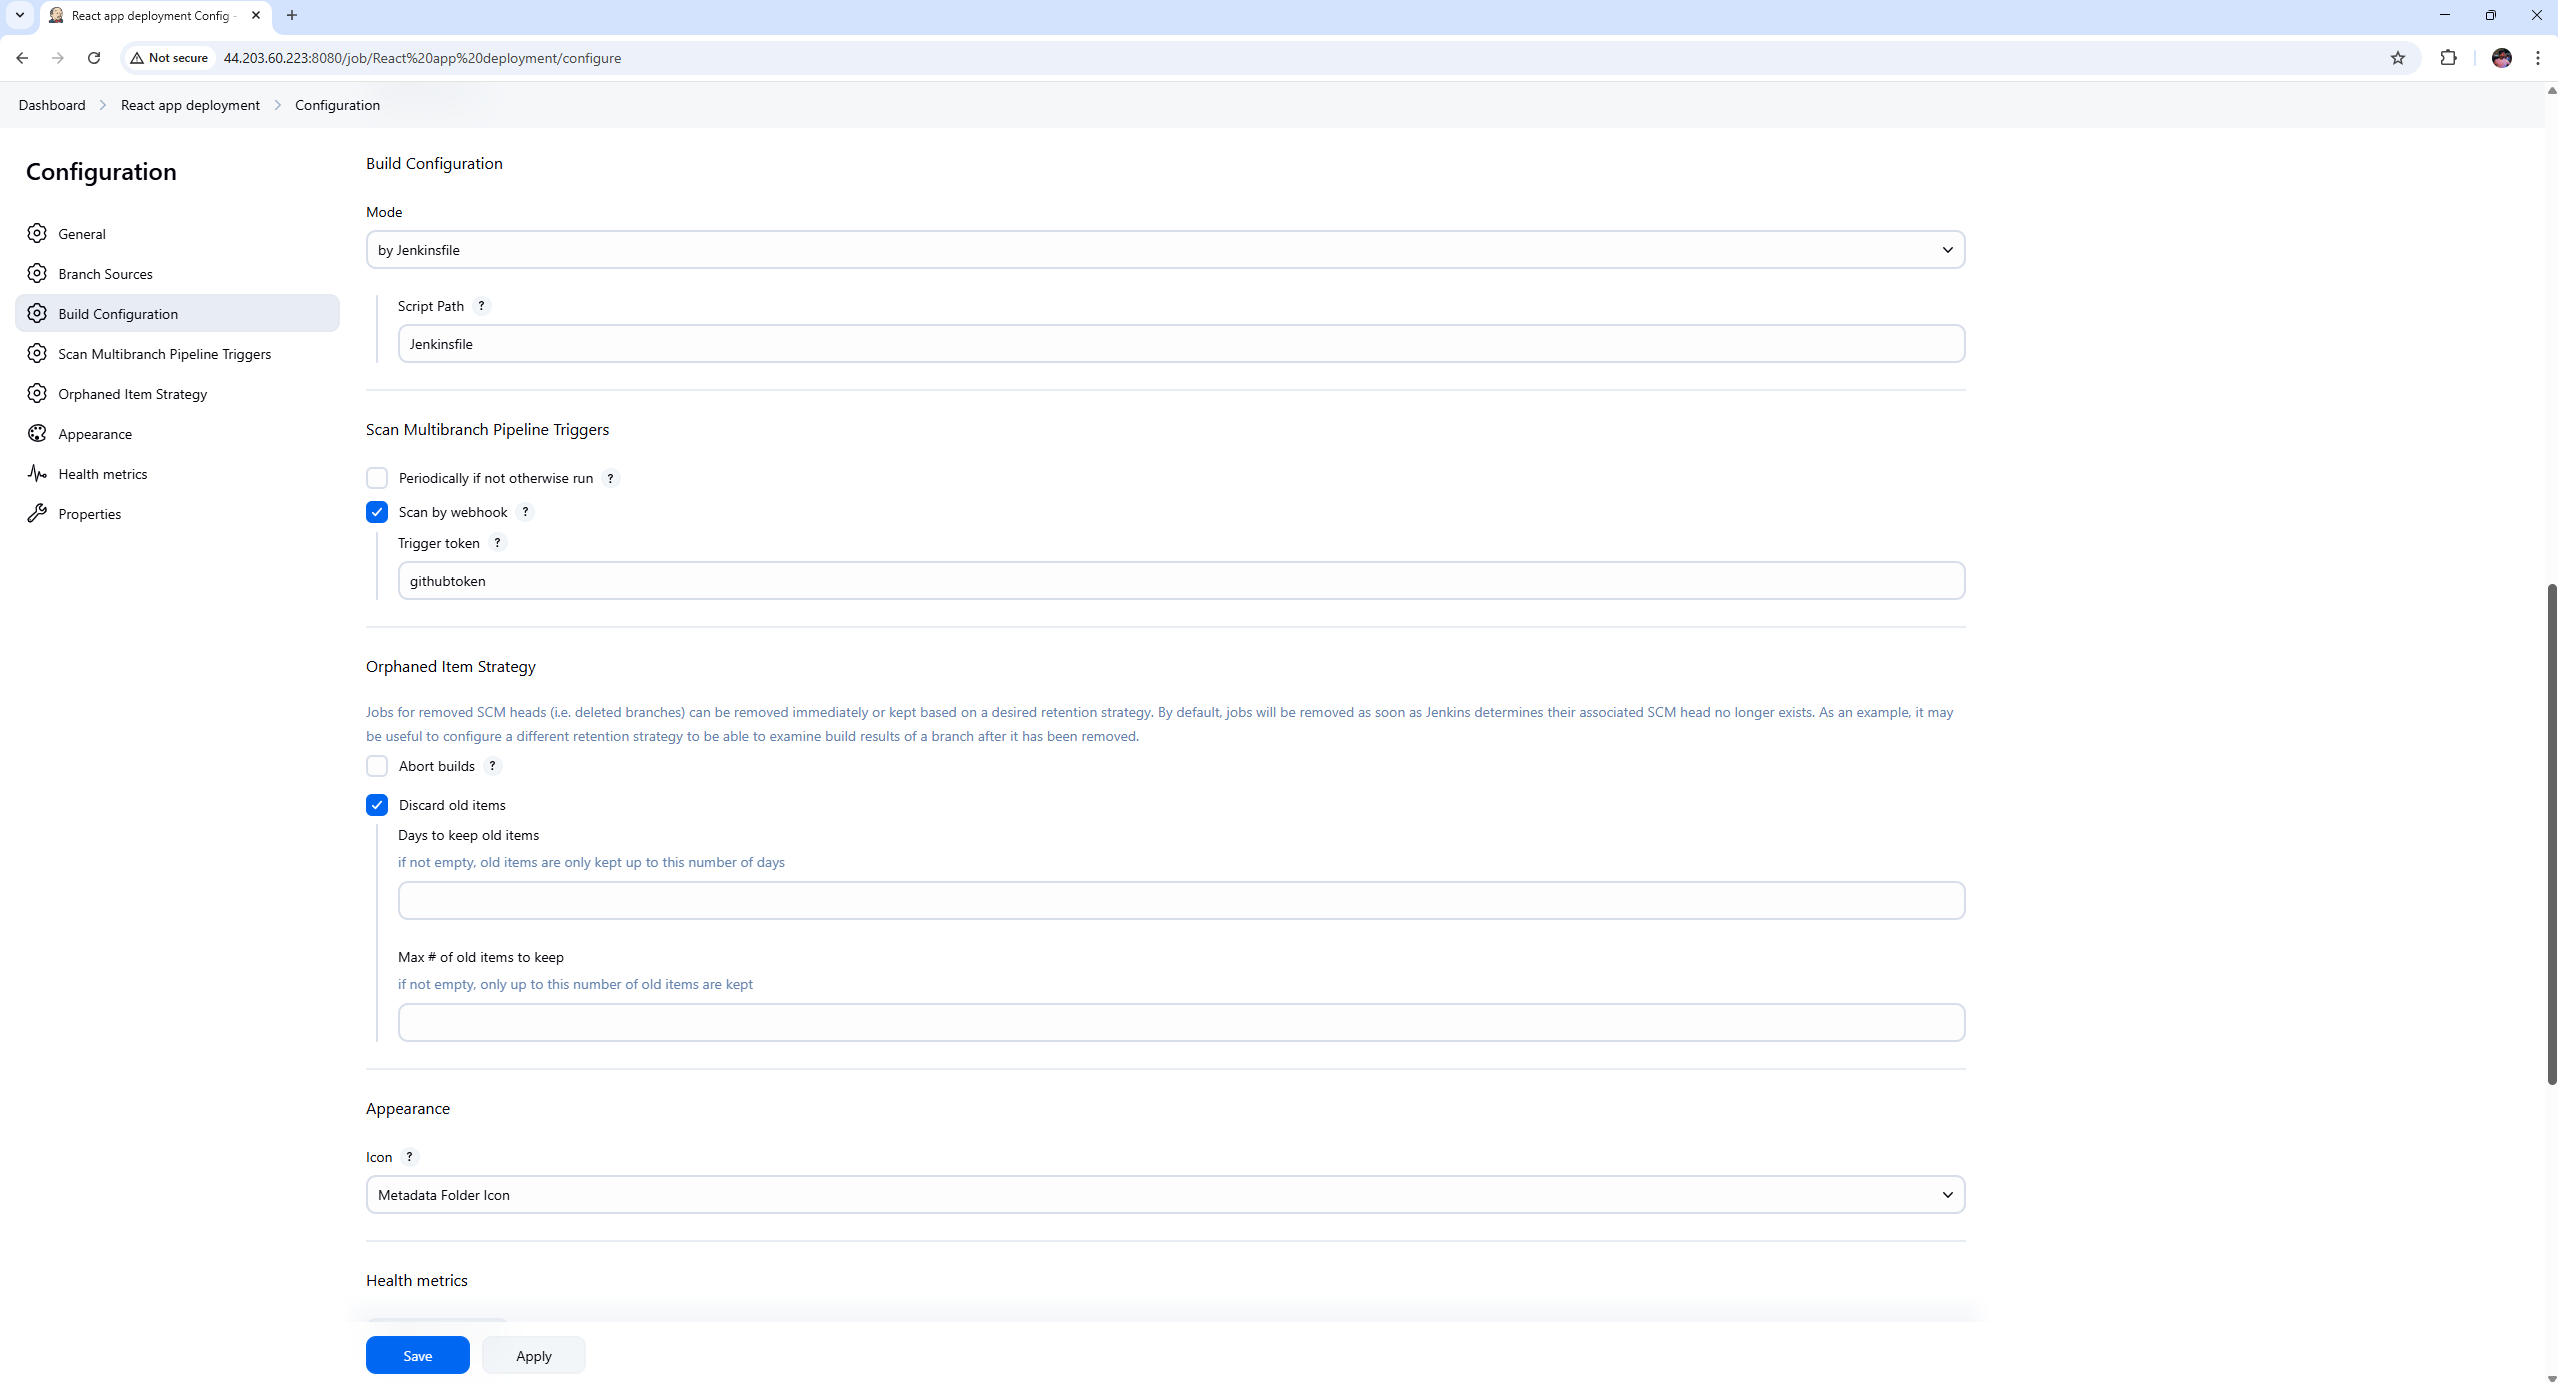 React app deployment Config -
Not secure
44.203.60.223:8080/job/React%20app%20deployment/configure
Dashboard
React app deployment
Configuration
Configuration
General
Branch Sources
Build Configuration
Scan Multibranch Pipeline Triggers
Orphaned Item Strategy
Appearance
Health metrics
Properties
Build Configuration
Mode
by Jenkinsfile
Script Path ?
Jenkinsfile
Scan Multibranch Pipeline Triggers
Periodically if not otherwise run ?
Scan by webhook ?
Trigger token ?
githubtoken
Orphaned Item Strategy
Jobs for removed SCM heads (i.e. deleted branches) can be removed immediately or kept based on a desired retention strategy. By default, jobs will be removed as soon as Jenkins determines their associated SCM head no longer exists. As an example, it may
be useful to configure a different retention strategy to be able to examine build results of a branch after it has been removed.
Abort builds ?
Discard old items
Days to keep old items
if not empty, old items are only kept up to this number of days
Max # of old items to keep
if not empty, only up to this number of old items are kept
Appearance
Icon ?
Metadata Folder Icon
Health metrics
Save
Apply